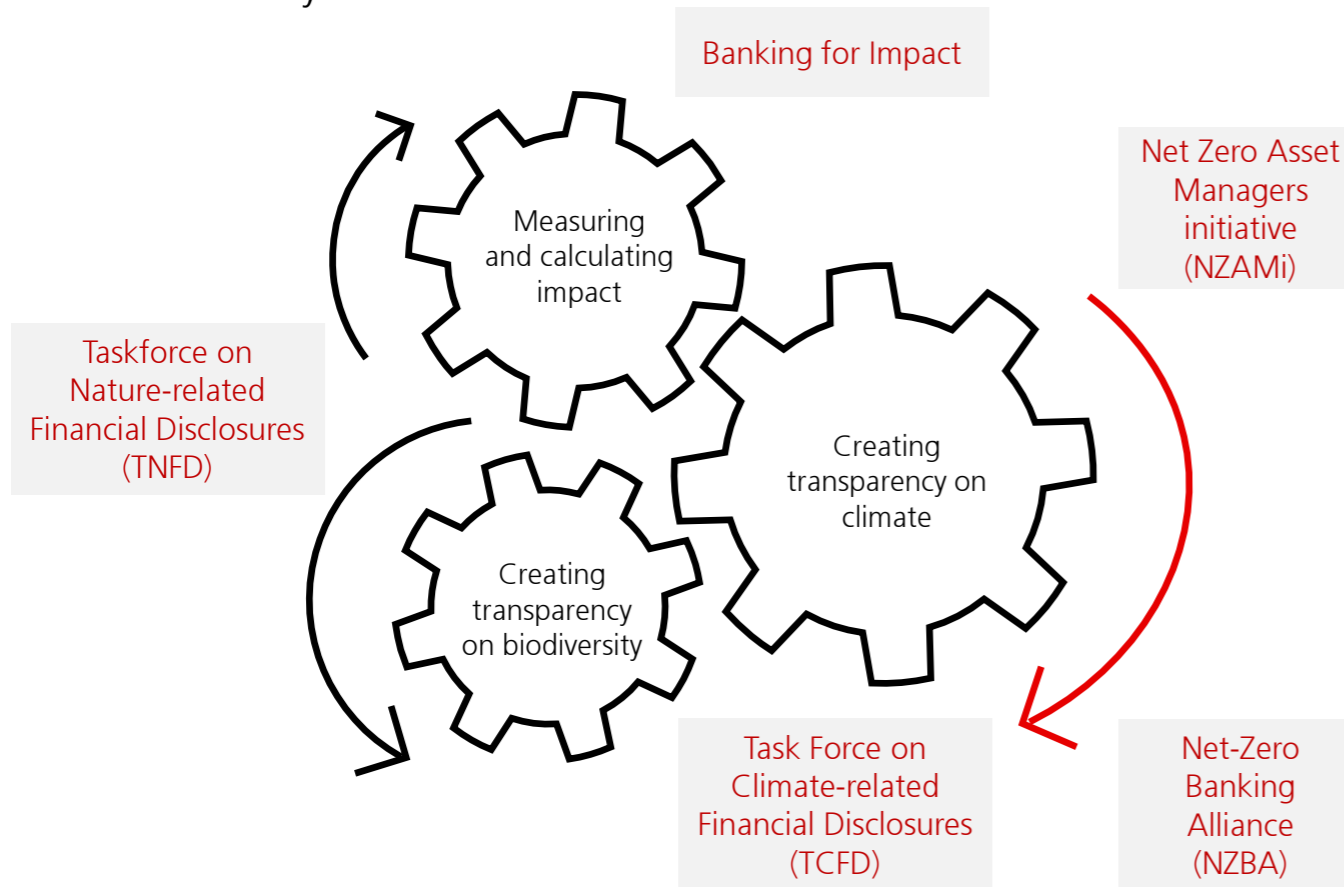 Banking for Impact
Net Zero Asset
Managers
initiative
(NZAMi)
Measuring
and calculating
impact
Taskforce on
Nature-related
Financial Disclosures
(TNFD)
Creating
transparency on
climate
Creating
transparency
on biodiversity
Task Force on
Climate-related
Financial Disclosures
(TCFD)
Net-Zero
Banking
Alliance
(NZBA)